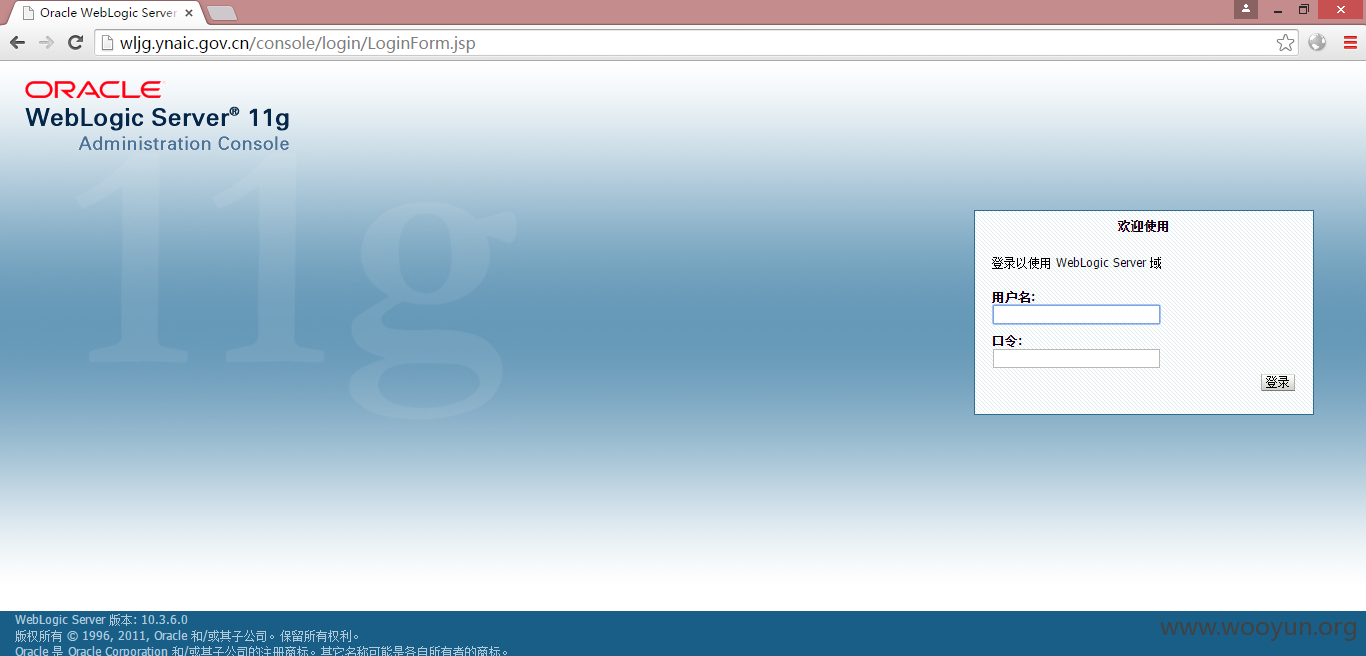 Oracle WebLogic Server
wljg.ynaic.gov.cn/console/login/LoginForm.jsp
ORACLE
WebLogic Server® 11g
Administration Console
11g
欢迎使用
登录以使用 WebLogic Server 域
用户名:
口令:
登录
WebLogic Server 版本: 10.3.6.0
版权所有 © 1996, 2011, Oracle 和/或其子公司。保留所有权利。
Oracle 是 Oracle Corporation 和/或其子公司的注册商标。其它名称可能是各自所有者的商标。
www.wooyun.org